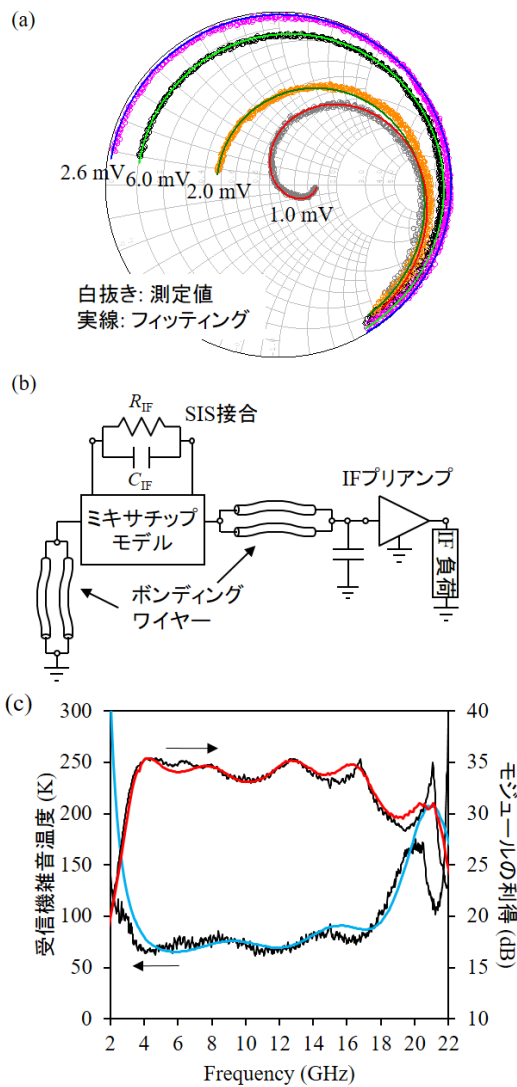 (a)
2.6 mV
6.0 mV
2.0 mV
1.0 mV
白抜き: 測定値
実線: フィッティング
(b)
RIF
SIS接合
CIF
IFプリアンプ
ミキサチップ
モデル
IF 負荷
ボンディング
ワイヤー
(c)
300
250
200
150
100
50
0
受信機雑音温度 (K)
40
35
30
25
20
15
10
モジュールの利得 (dB)
2 4 6 8 10 12 14 16 18 20 22
Frequency (GHz)